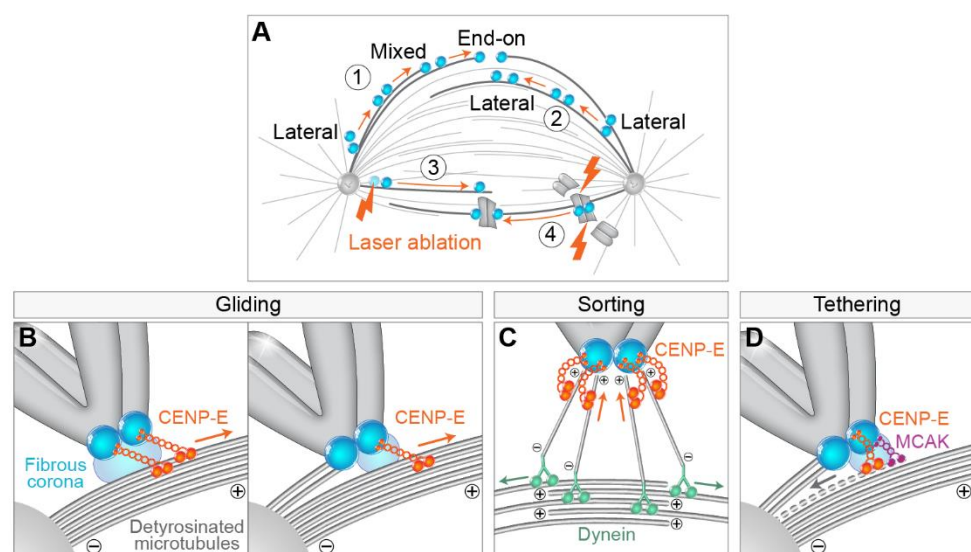 A
End-on
Mixed
1
Lateral
Lateral
2
Lateral
3
4
Laser ablation
Gliding
Sorting
Tethering
B
CENP-E
Fibrous
corona
Detyrosinated
microtubules
+
−
CENP-E
+
−
C
CENP-E
+
+
+
+
−
−
−
−
+
+
+
+
Dynein
D
CENP-E
MCAK
+
−